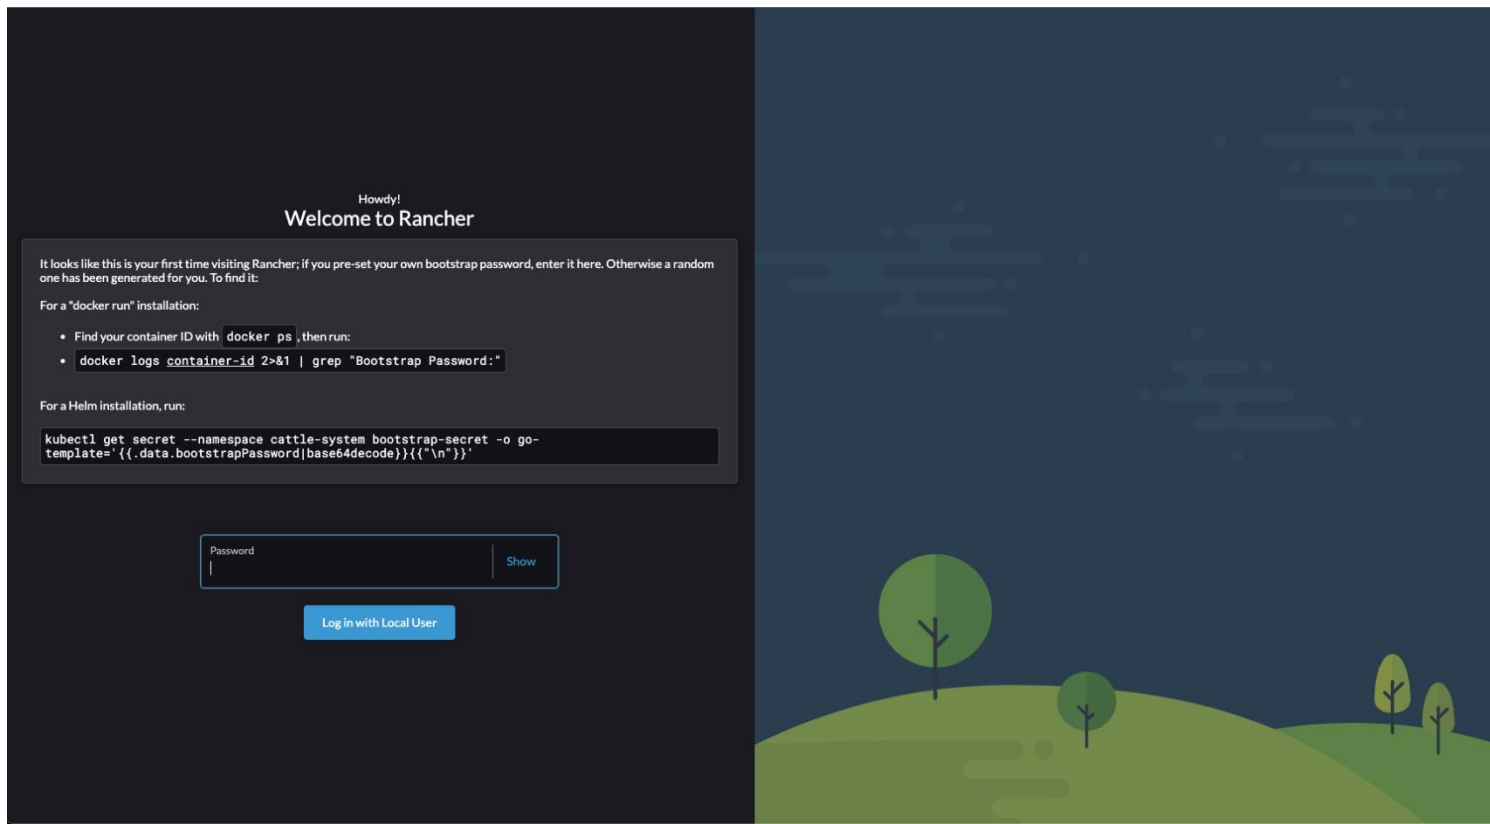 Howdy!
Welcome to Rancher
It looks like this is your first time visiting Rancher; if you pre-set your own bootstrap password, enter it here. Otherwise a random
one has been generated for you. To find it:
For a "docker run" installation:
• Find your container ID with docker ps , then run:
• docker logs container-id 2>&1 | grep "Bootstrap Password:"
For a Helm installation, run:
kubectl get secret --namespace cattle-system bootstrap-secret -o go-
template='{{.data.bootstrapPassword|base64decode}}{{"\n"}}'
Password
Show
Log in with Local User